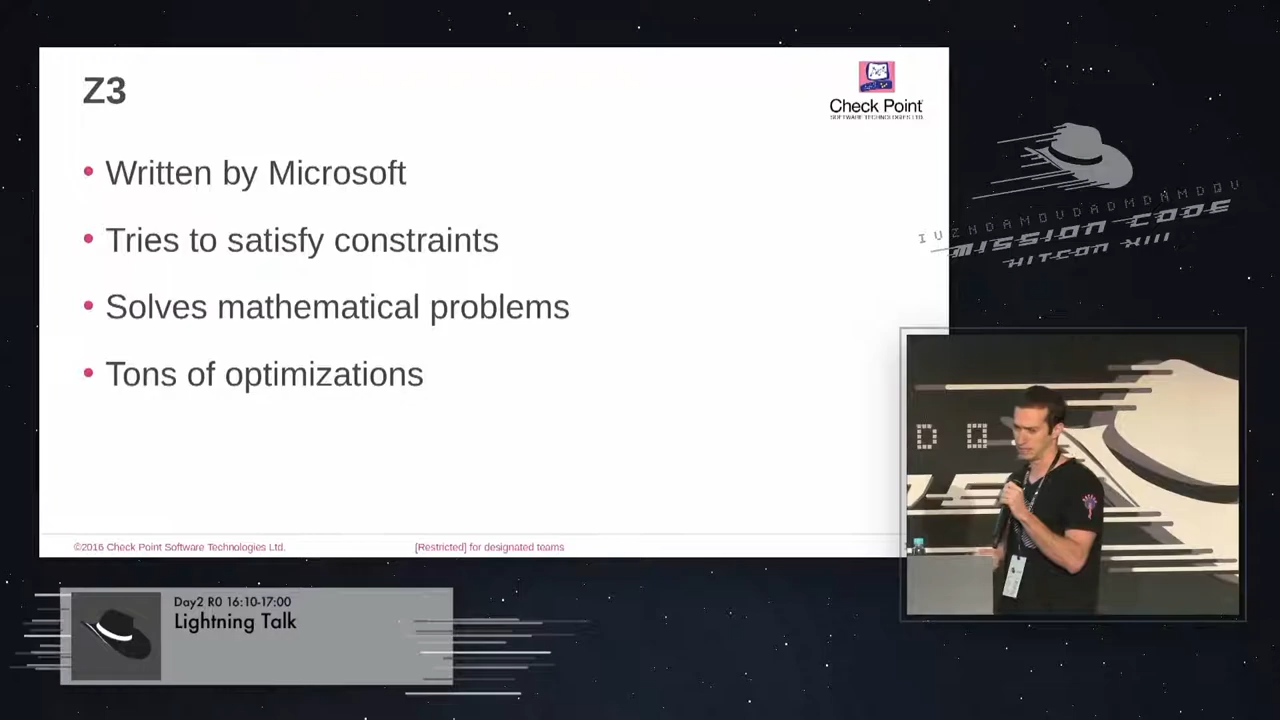 Z3
Check Point
SOFTWARE TECHNOLOGIES LTD.
• Written by Microsoft
• Tries to satisfy constraints
• Solves mathematical problems
• Tons of optimizations
©2016 Check Point Software Technologies Ltd.
[Restricted] for designated teams
IVZNDAMOVDADMDNMDQV
MISSION CODE
HITCON XIII
D Q
Day2 R0 16:10-17:00
Lightning Talk